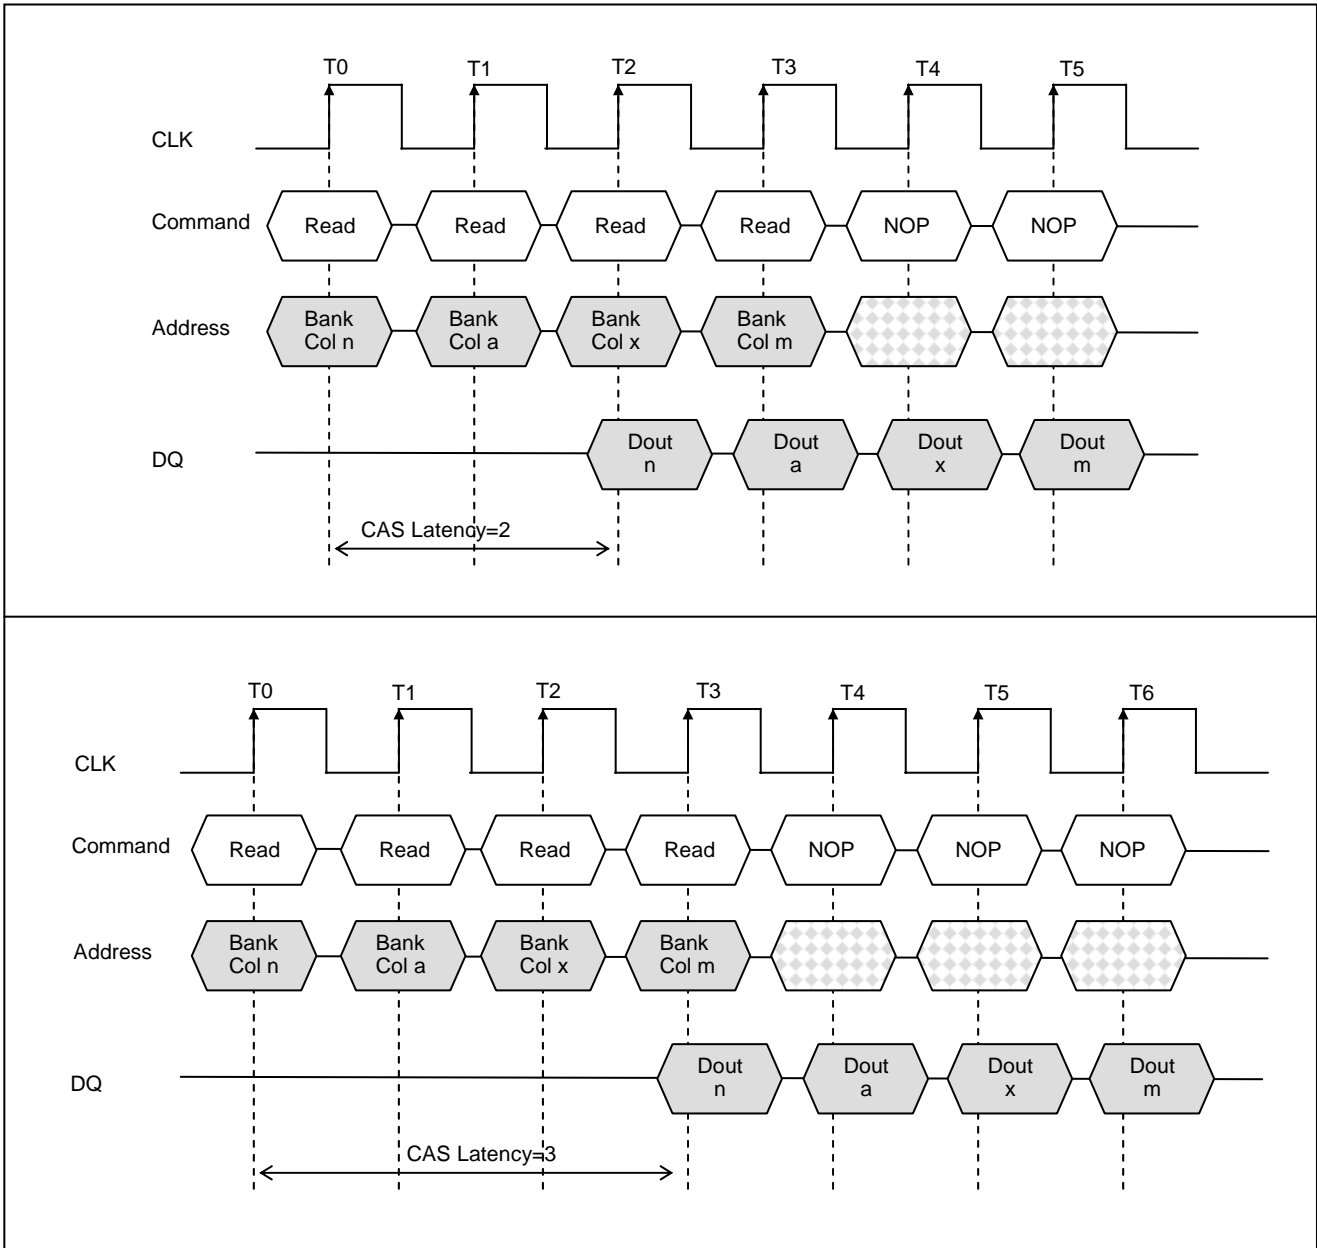 T0 T1 T2 T3 T4 T5
CLK
Command Read Read Read Read NOP NOP
Address Bank Col n Bank Col a Bank Col x Bank Col m
DQ Dout n Dout a Dout x Dout m
CAS Latency=2
T0 T1 T2 T3 T4 T5 T6
CLK
Command Read Read Read Read NOP NOP NOP
Address Bank Col n Bank Col a Bank Col x Bank Col m
DQ Dout n Dout a Dout x Dout m
CAS Latency=3